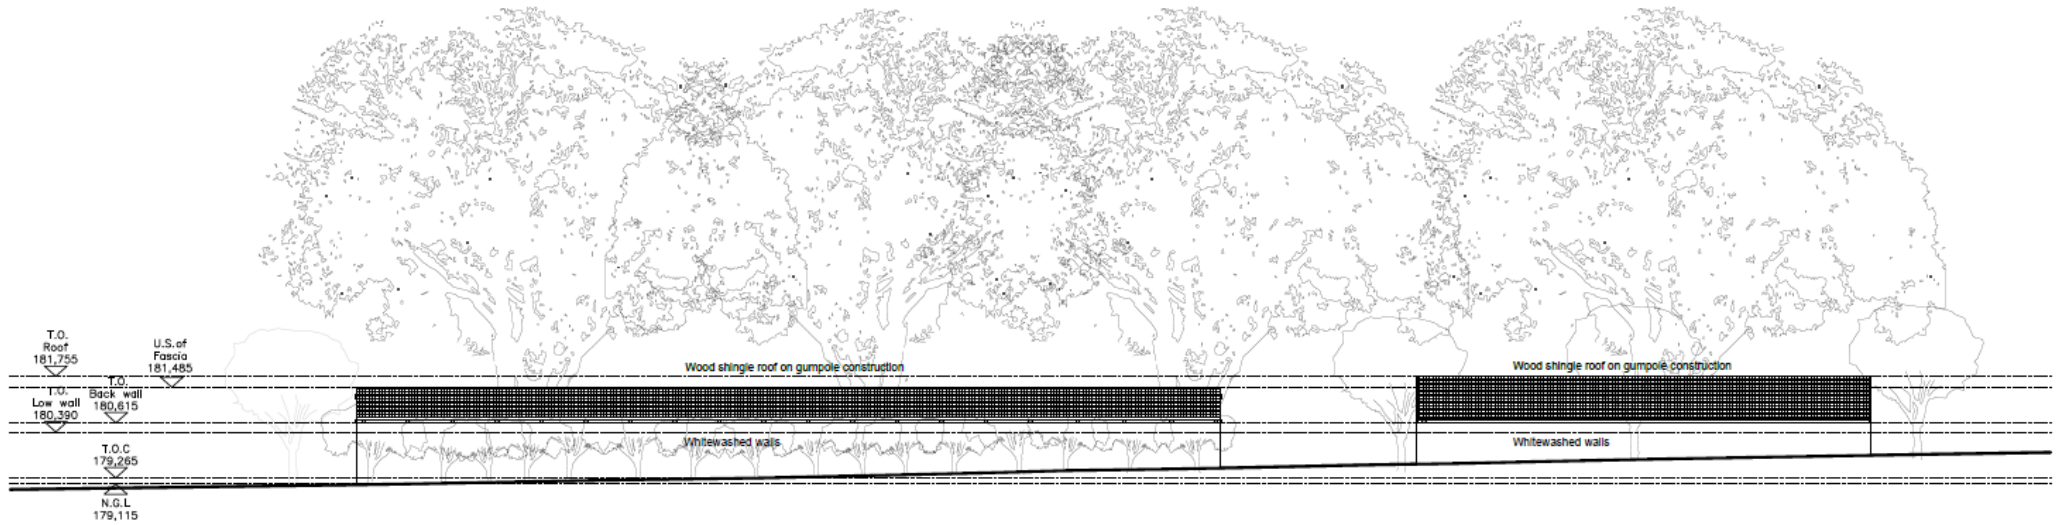 T.O.
Roof
181,755
U.S.of
Fascia
181,485
T.O.
Low wall
180,390
T.O.
Back wall
180,615
T.O.C
179,265
N.G.L
179,115
Wood shingle roof on gumpole construction
Whitewashed walls
Wood shingle roof on gumpole construction
Whitewashed walls